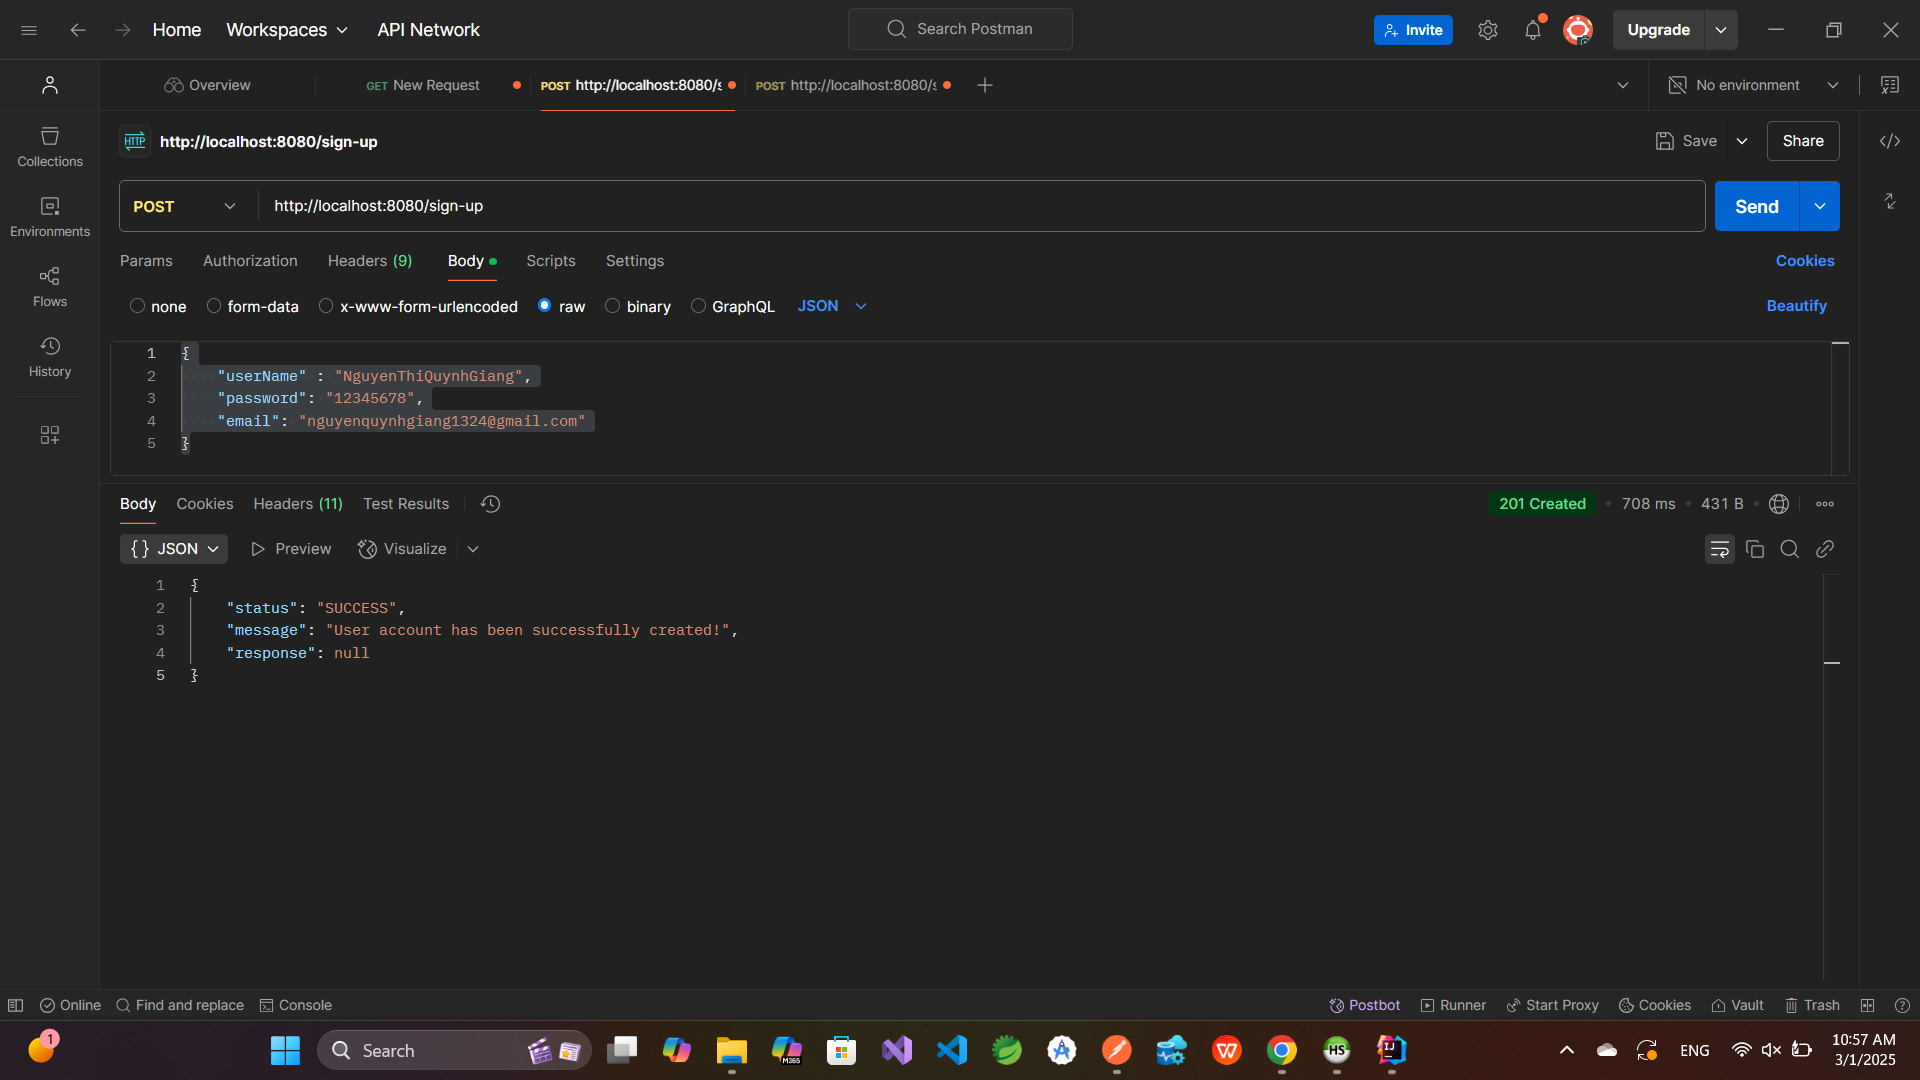 Home Workspaces API Network Search Postman Invite Upgrade
Overview GET New Request POST http://localhost:8080/s POST http://localhost:8080/s No environment
HTTP http://localhost:8080/sign-up Save Share
POST http://localhost:8080/sign-up Send
Params Authorization Headers (9) Body Scripts Settings Cookies
none form-data x-www-form-urlencoded raw binary GraphQL JSON Beautify
Collections
Environments
Flows
History
1 {
2 "userName" : "NguyenThiQuynhGiang",
3 "password": "12345678",
4 "email": "nguyenquynhgiang1324@gmail.com"
5 }
Body Cookies Headers (11) Test Results 201 Created 708 ms 431 B
{} JSON Preview Visualize
1 {
2 "status": "SUCCESS",
3 "message": "User account has been successfully created!",
4 "response": null
5 }
Online Find and replace Console Postbot Runner Start Proxy Cookies Vault Trash
1 Search M365 W HS IJ ENG 10:57 AM
3/1/2025